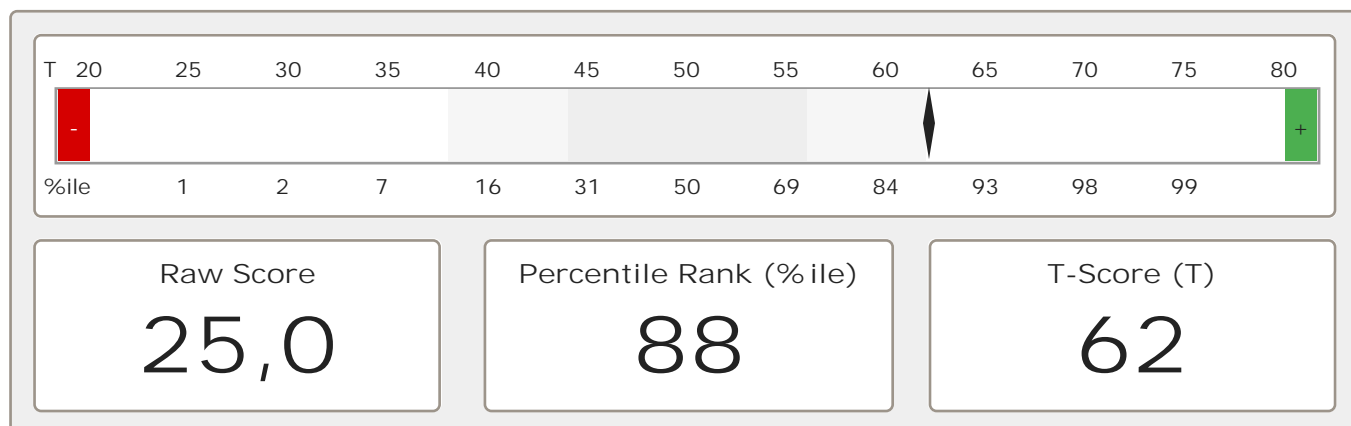 T 20 25 30 35 40 45 50 55 60 65 70 75 80
- +
%ile 1 2 7 16 31 50 69 84 93 98 99
Raw Score Percentile Rank (%ile) T-Score (T)
25,0 88 62